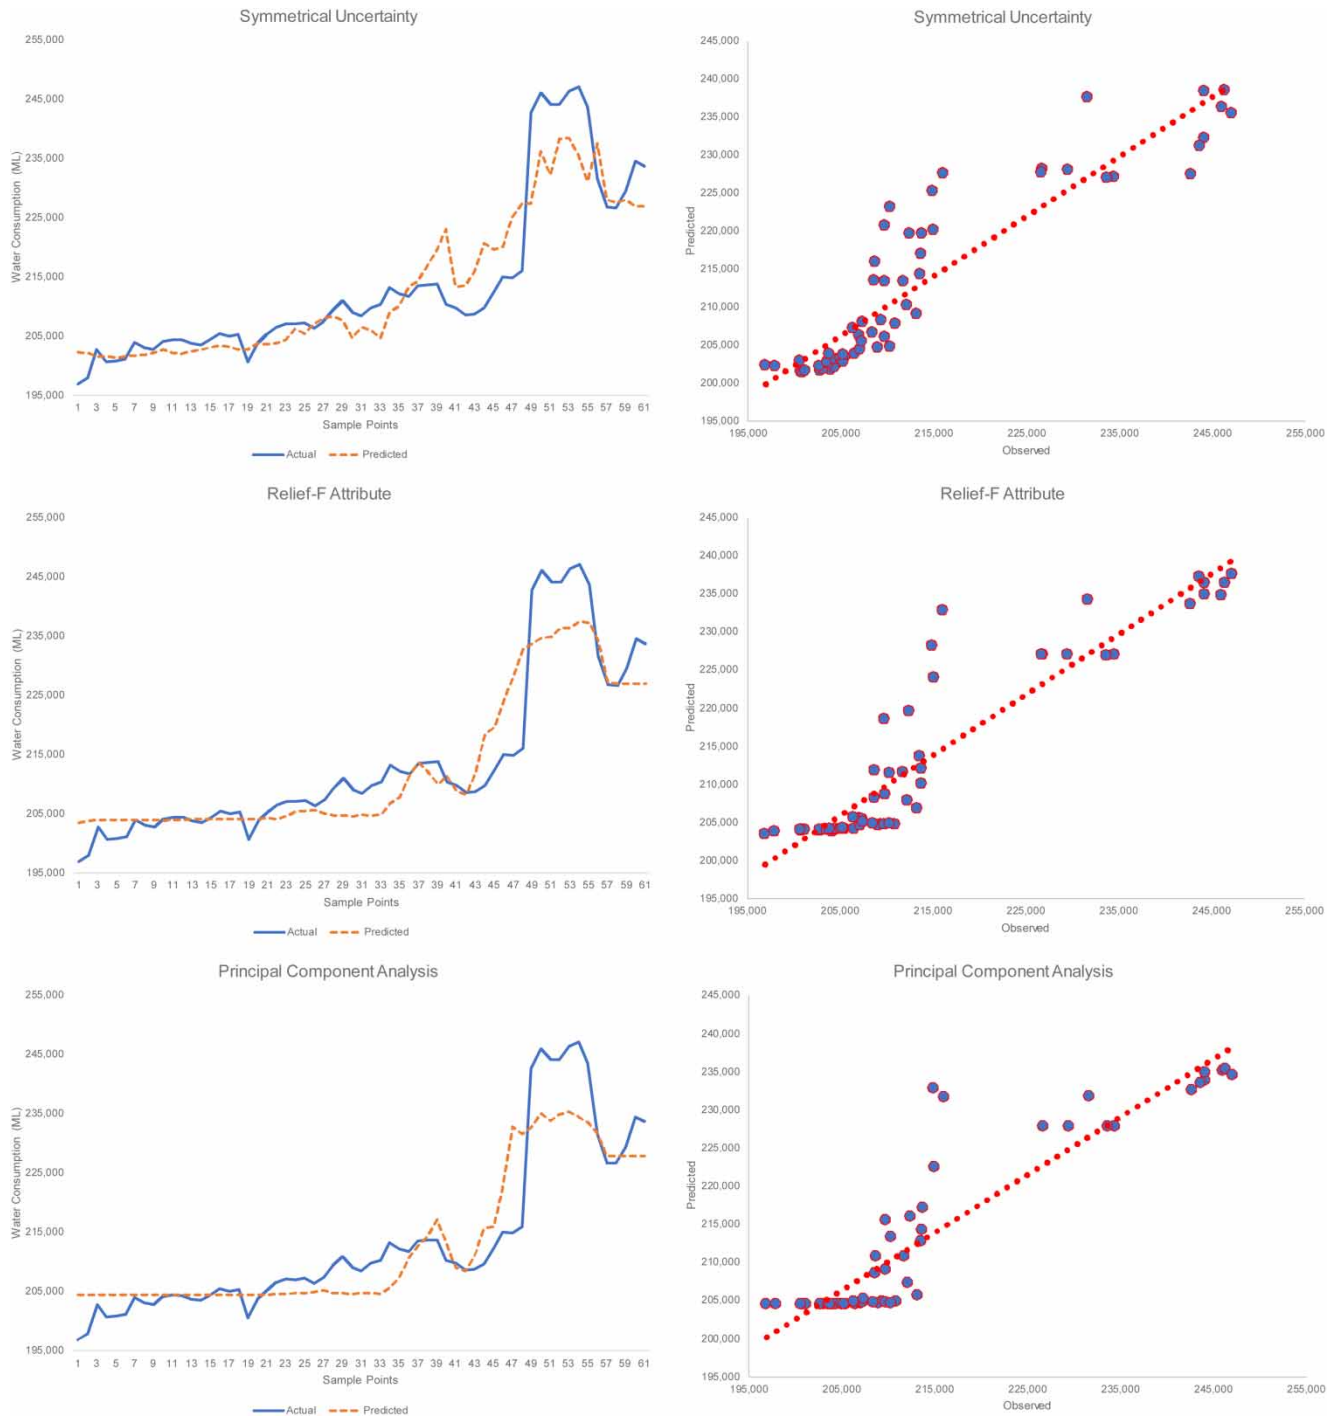 Symmetrical Uncertainty
255,000
245,000
235,000
225,000
215,000
205,000
195,000
Water Consumption (ML)
1 3 5 7 9 11 13 15 17 19 21 23 25 27 29 31 33 35 37 39 41 43 45 47 49 51 53 55 57 59 61
Sample Points
Actual Predicted
Symmetrical Uncertainty
245,000
240,000
235,000
230,000
225,000
220,000
215,000
210,000
205,000
200,000
195,000
Predicted
195,000 205,000 215,000 225,000 235,000 245,000 255,000
Observed
Relief-F Attribute
255,000
245,000
235,000
225,000
215,000
205,000
195,000
Water Consumption (ML)
1 3 5 7 9 11 13 15 17 19 21 23 25 27 29 31 33 35 37 39 41 43 45 47 49 51 53 55 57 59 61
Sample Points
Actual Predicted
Relief-F Attribute
245,000
240,000
235,000
230,000
225,000
220,000
215,000
210,000
205,000
200,000
195,000
Predicted
195,000 205,000 215,000 225,000 235,000 245,000 255,000
Observed
Principal Component Analysis
255,000
245,000
235,000
225,000
215,000
205,000
195,000
Water Consumption (ML)
1 3 5 7 9 11 13 15 17 19 21 23 25 27 29 31 33 35 37 39 41 43 45 47 49 51 53 55 57 59 61
Sample Points
Actual Predicted
Principal Component Analysis
245,000
240,000
235,000
230,000
225,000
220,000
215,000
210,000
205,000
200,000
195,000
Predicted
195,000 205,000 215,000 225,000 235,000 245,000 255,000
Observed